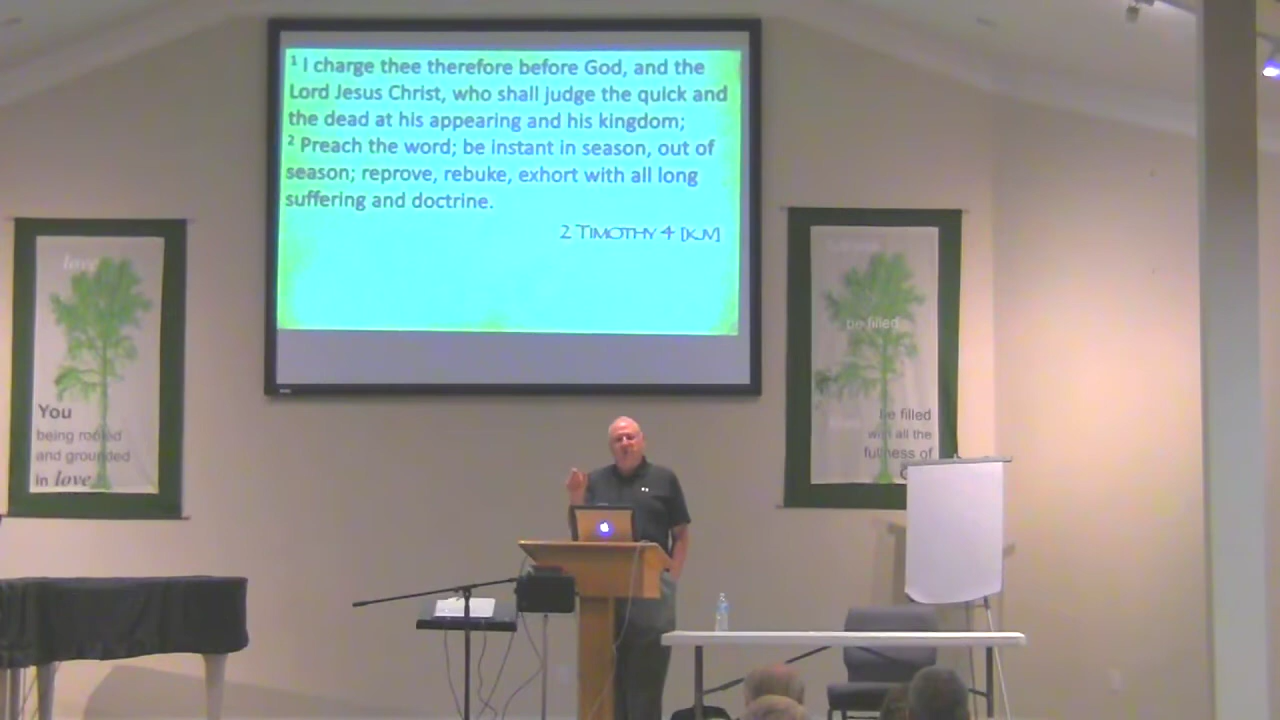 ¹ I charge thee therefore before God, and the
Lord Jesus Christ, who shall judge the quick and
the dead at his appearing and his kingdom;
² Preach the word; be instant in season, out of
season; reprove, rebuke, exhort with all long
suffering and doctrine.
2 TIMOTHY 4 [KJV]
love
You
being rooted
and grounded
in love
be filled
be filled
with all the
fullness of